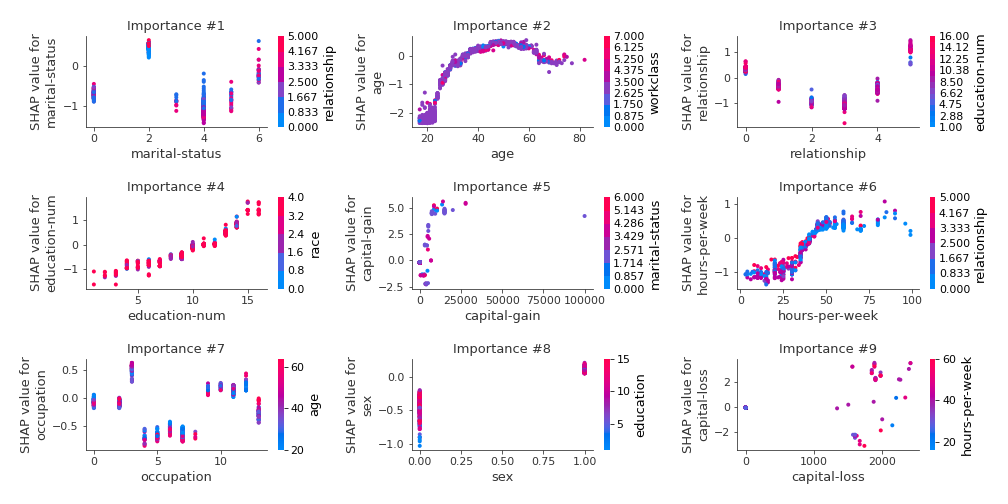 Importance #1
SHAP value for
marital-status
0
−1
0
2
4
6
marital-status
5.000
4.167
3.333
2.500
1.667
0.833
0.000
relationship
Importance #2
SHAP value for
age
0
−1
−2
20
40
60
80
age
7.000
6.125
5.250
4.375
3.500
2.625
1.750
0.875
0.000
workclass
Importance #3
SHAP value for
relationship
1
0
−1
0
2
4
relationship
16.00
14.12
12.25
10.38
8.50
6.62
4.75
2.88
1.00
education-num
Importance #4
SHAP value for
education-num
1
0
−1
5
10
15
education-num
4.0
3.2
2.4
1.6
0.8
0.0
race
Importance #5
SHAP value for
capital-gain
5.0
2.5
0.0
−2.5
0
25000
50000
75000
100000
capital-gain
6.000
5.143
4.286
3.429
2.571
1.714
0.857
0.000
marital-status
Importance #6
SHAP value for
hours-per-week
1
0
−1
0
25
50
75
100
hours-per-week
5.000
4.167
3.333
2.500
1.667
0.833
0.000
relationship
Importance #7
SHAP value for
occupation
0.5
0.0
−0.5
0
5
10
occupation
60
40
20
age
Importance #8
SHAP value for
sex
0.0
−0.5
−1.0
0.00
0.25
0.50
0.75
1.00
sex
15
10
5
education
Importance #9
SHAP value for
capital-loss
2
0
−2
0
1000
2000
capital-loss
60
40
20
hours-per-week